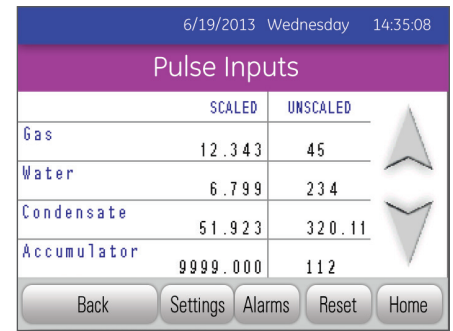 6/19/2013 Wednesday 14:35:08
Pulse Inputs
SCALED UNSCALED
Gas
12.343 45
Water
6.799 234
Condensate
51.923 320.11
Accumulator
9999.000 112
Back Settings Alarms Reset Home